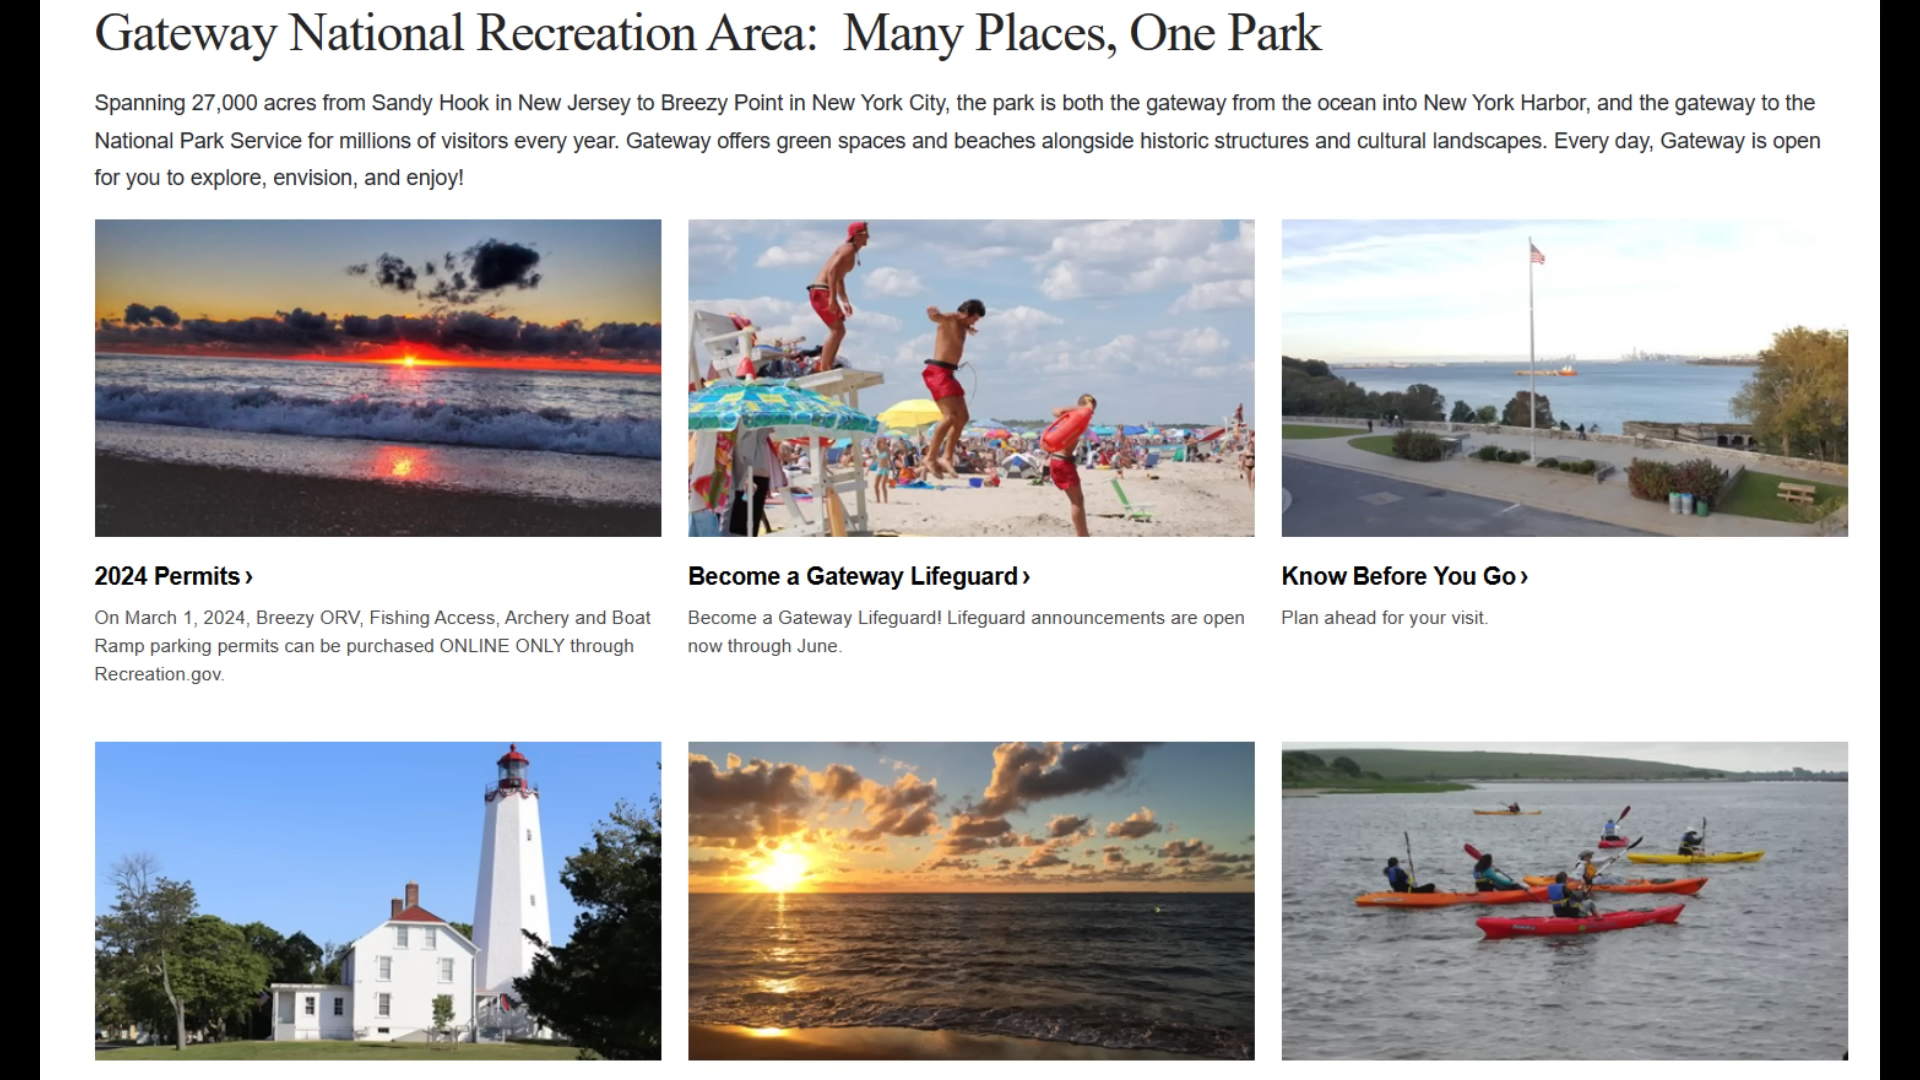 Gateway National Recreation Area: Many Places, One Park
Spanning 27,000 acres from Sandy Hook in New Jersey to Breezy Point in New York City, the park is both the gateway from the ocean into New York Harbor, and the gateway to the
National Park Service for millions of visitors every year. Gateway offers green spaces and beaches alongside historic structures and cultural landscapes. Every day, Gateway is open
for you to explore, envision, and enjoy!
2024 Permits ›
On March 1, 2024, Breezy ORV, Fishing Access, Archery and Boat
Ramp parking permits can be purchased ONLINE ONLY through
Recreation.gov.
Become a Gateway Lifeguard ›
Become a Gateway Lifeguard! Lifeguard announcements are open
now through June.
Know Before You Go ›
Plan ahead for your visit.